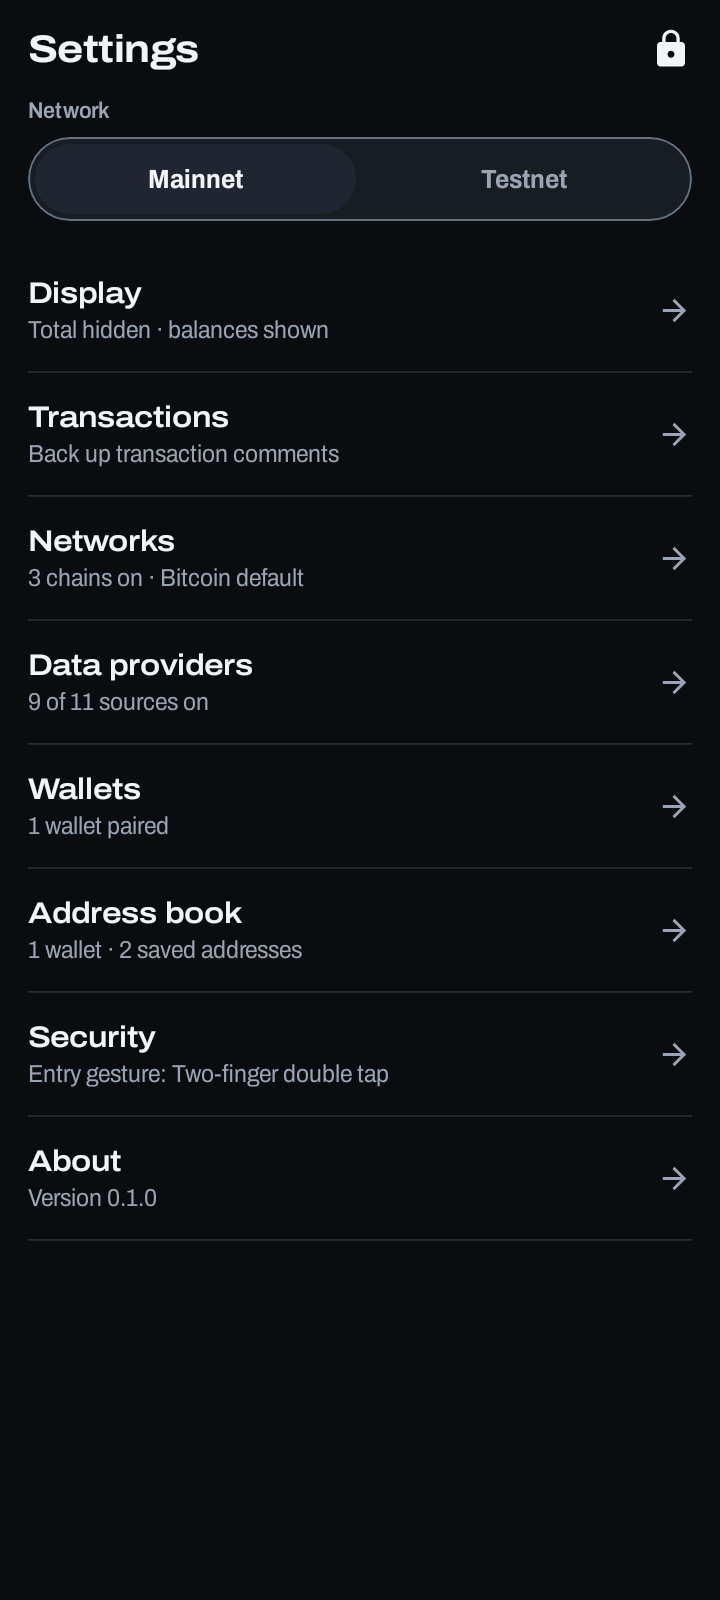 Settings
Network
Mainnet
Testnet
Display
Total hidden · balances shown
Transactions
Back up transaction comments
Networks
3 chains on · Bitcoin default
Data providers
9 of 11 sources on
Wallets
1 wallet paired
Address book
1 wallet · 2 saved addresses
Security
Entry gesture: Two-finger double tap
About
Version 0.1.0